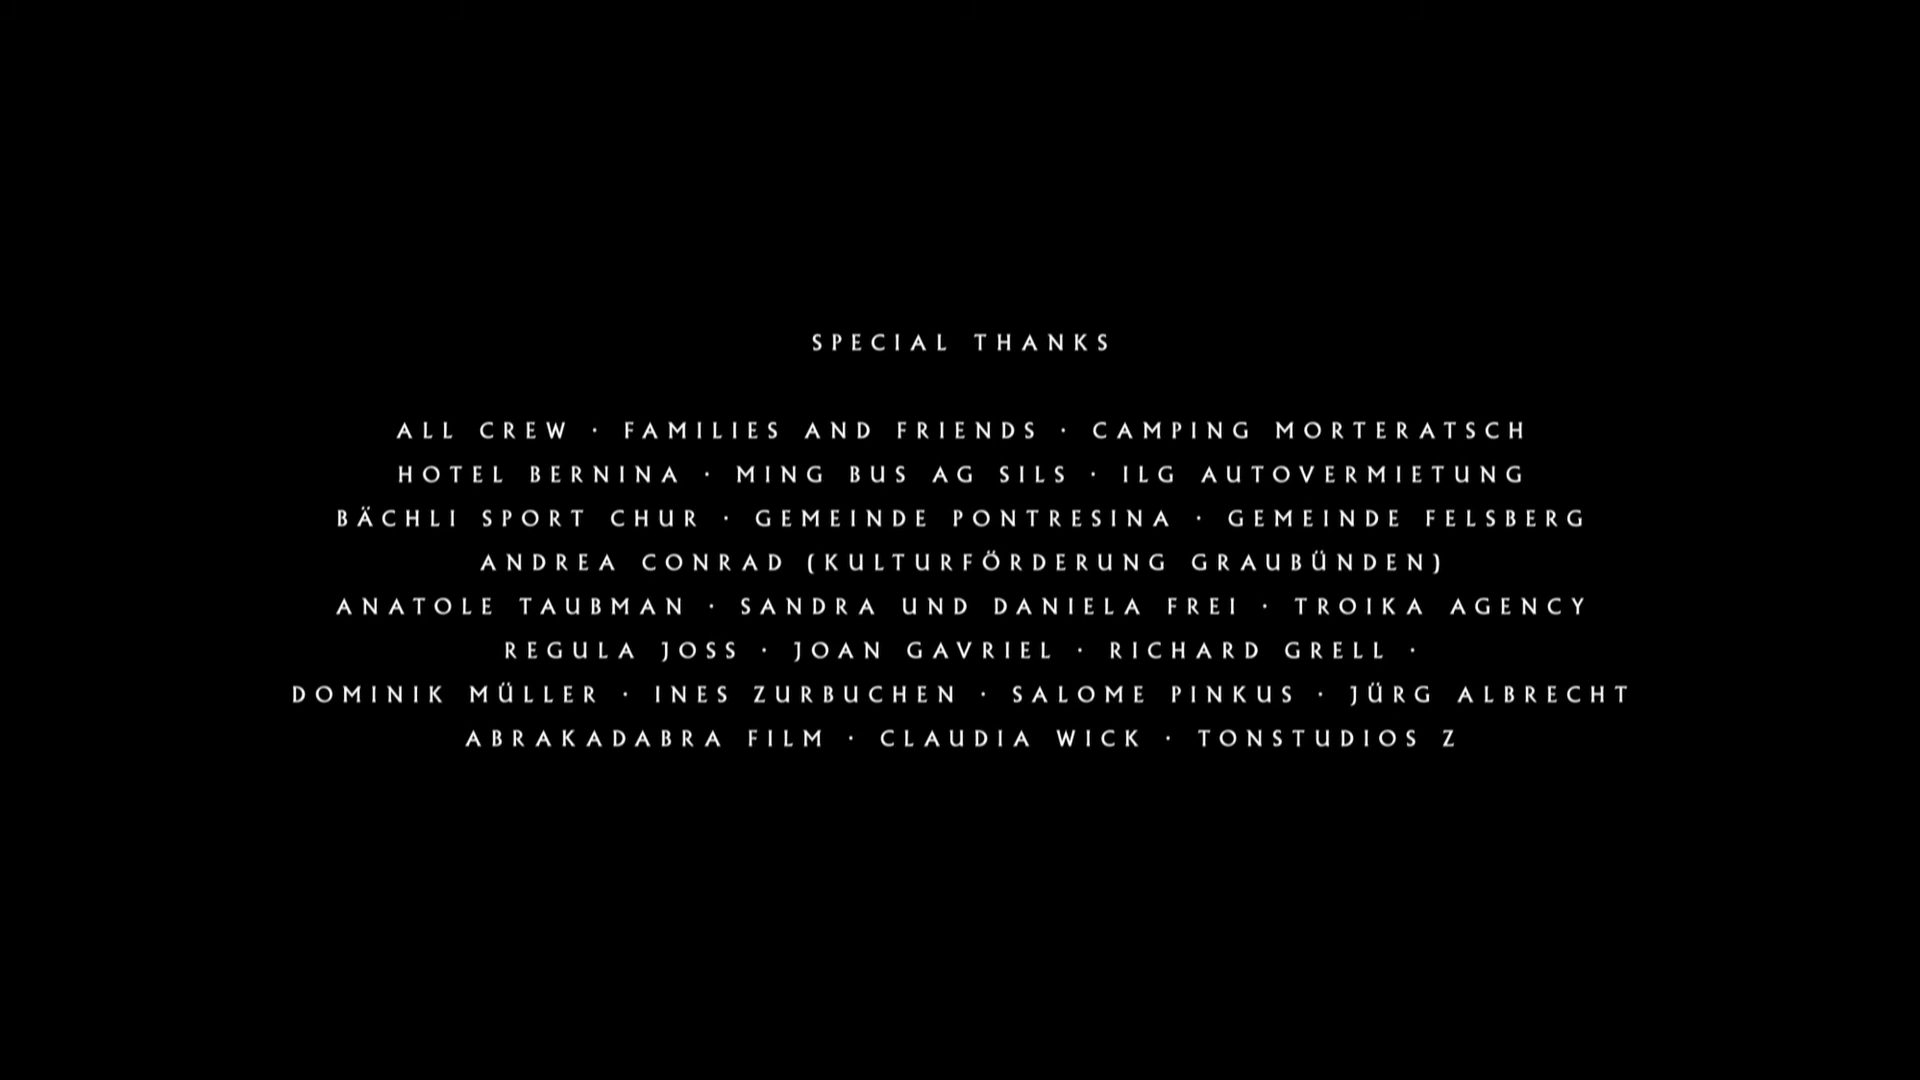 SPECIAL THANKS
ALL CREW · FAMILIES AND FRIENDS · CAMPING MORTERATSCH
HOTEL BERNINA · MING BUS AG SILS · ILG AUTOVERMIETUNG
BÄCHLI SPORT CHUR · GEMEINDE PONTRESINA · GEMEINDE FELSBERG
ANDREA CONRAD (KULTURFÖRDERUNG GRAUBÜNDEN)
ANATOLE TAUBMAN · SANDRA UND DANIELA FREI · TROIKA AGENCY
REGULA JOSS · JOAN GAVRIEL · RICHARD GRELL ·
DOMINIK MÜLLER · INES ZURBUCHEN · SALOME PINKUS · JÜRG ALBRECHT
ABRAKADABRA FILM · CLAUDIA WICK · TONSTUDIOS Z